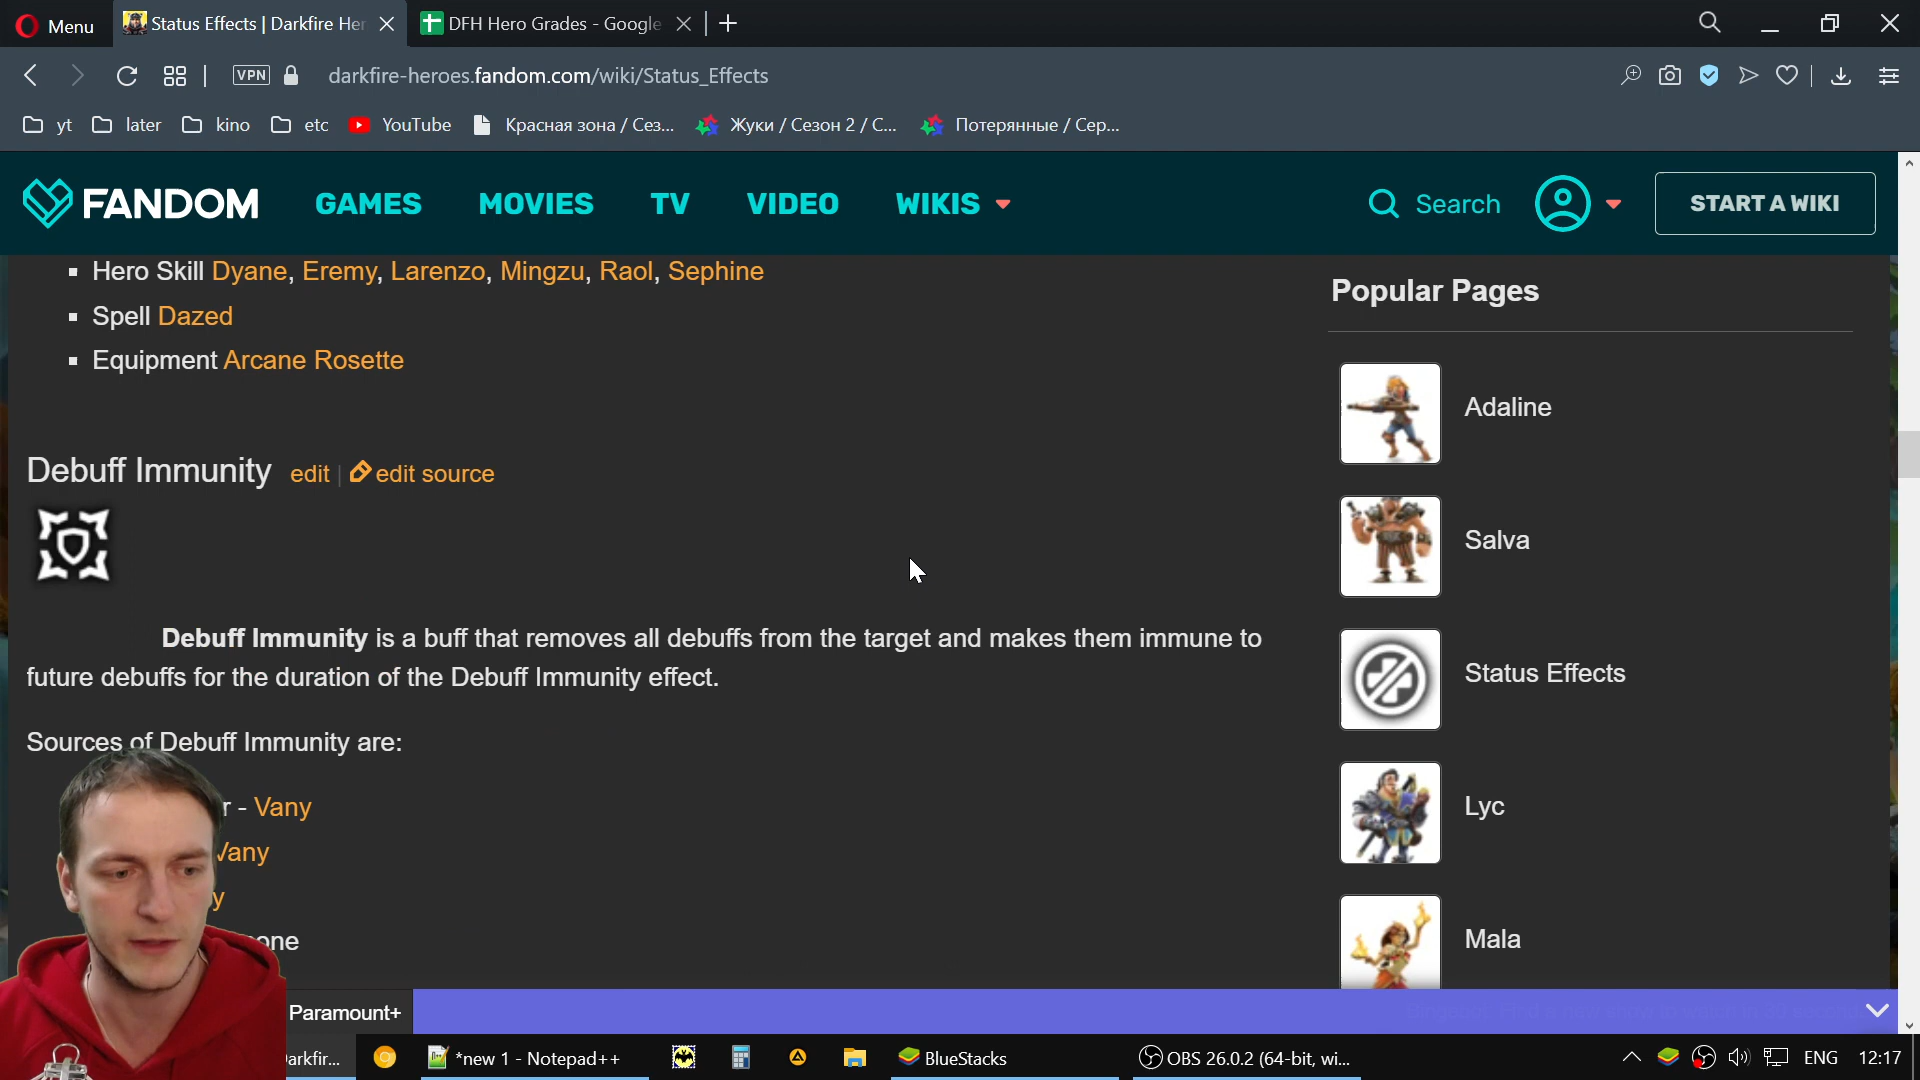 Menu
Status Effects | Darkfire Her
DFH Hero Grades - Google
VPN
darkfire-heroes.fandom.com/wiki/Status_Effects
yt
later
kino
etc
YouTube
Красная зона / Сез...
Жуки / Сезон 2 / С...
Потерянные / Сер...
FANDOM
GAMES
MOVIES
TV
VIDEO
WIKIS
Search
START A WIKI
Hero Skill Dyane, Eremy, Larenzo, Mingzu, Raol, Sephine
Spell Dazed
Equipment Arcane Rosette
Debuff Immunity edit | edit source
Debuff Immunity is a buff that removes all debuffs from the target and makes them immune to
future debuffs for the duration of the Debuff Immunity effect.
Sources of Debuff Immunity are:
r - Vany
Vany
y
one
Popular Pages
Adaline
Salva
Status Effects
Lyc
Mala
Paramount+
arkfir...
*new 1 - Notepad++
BlueStacks
OBS 26.0.2 (64-bit, wi...
ENG
12:17